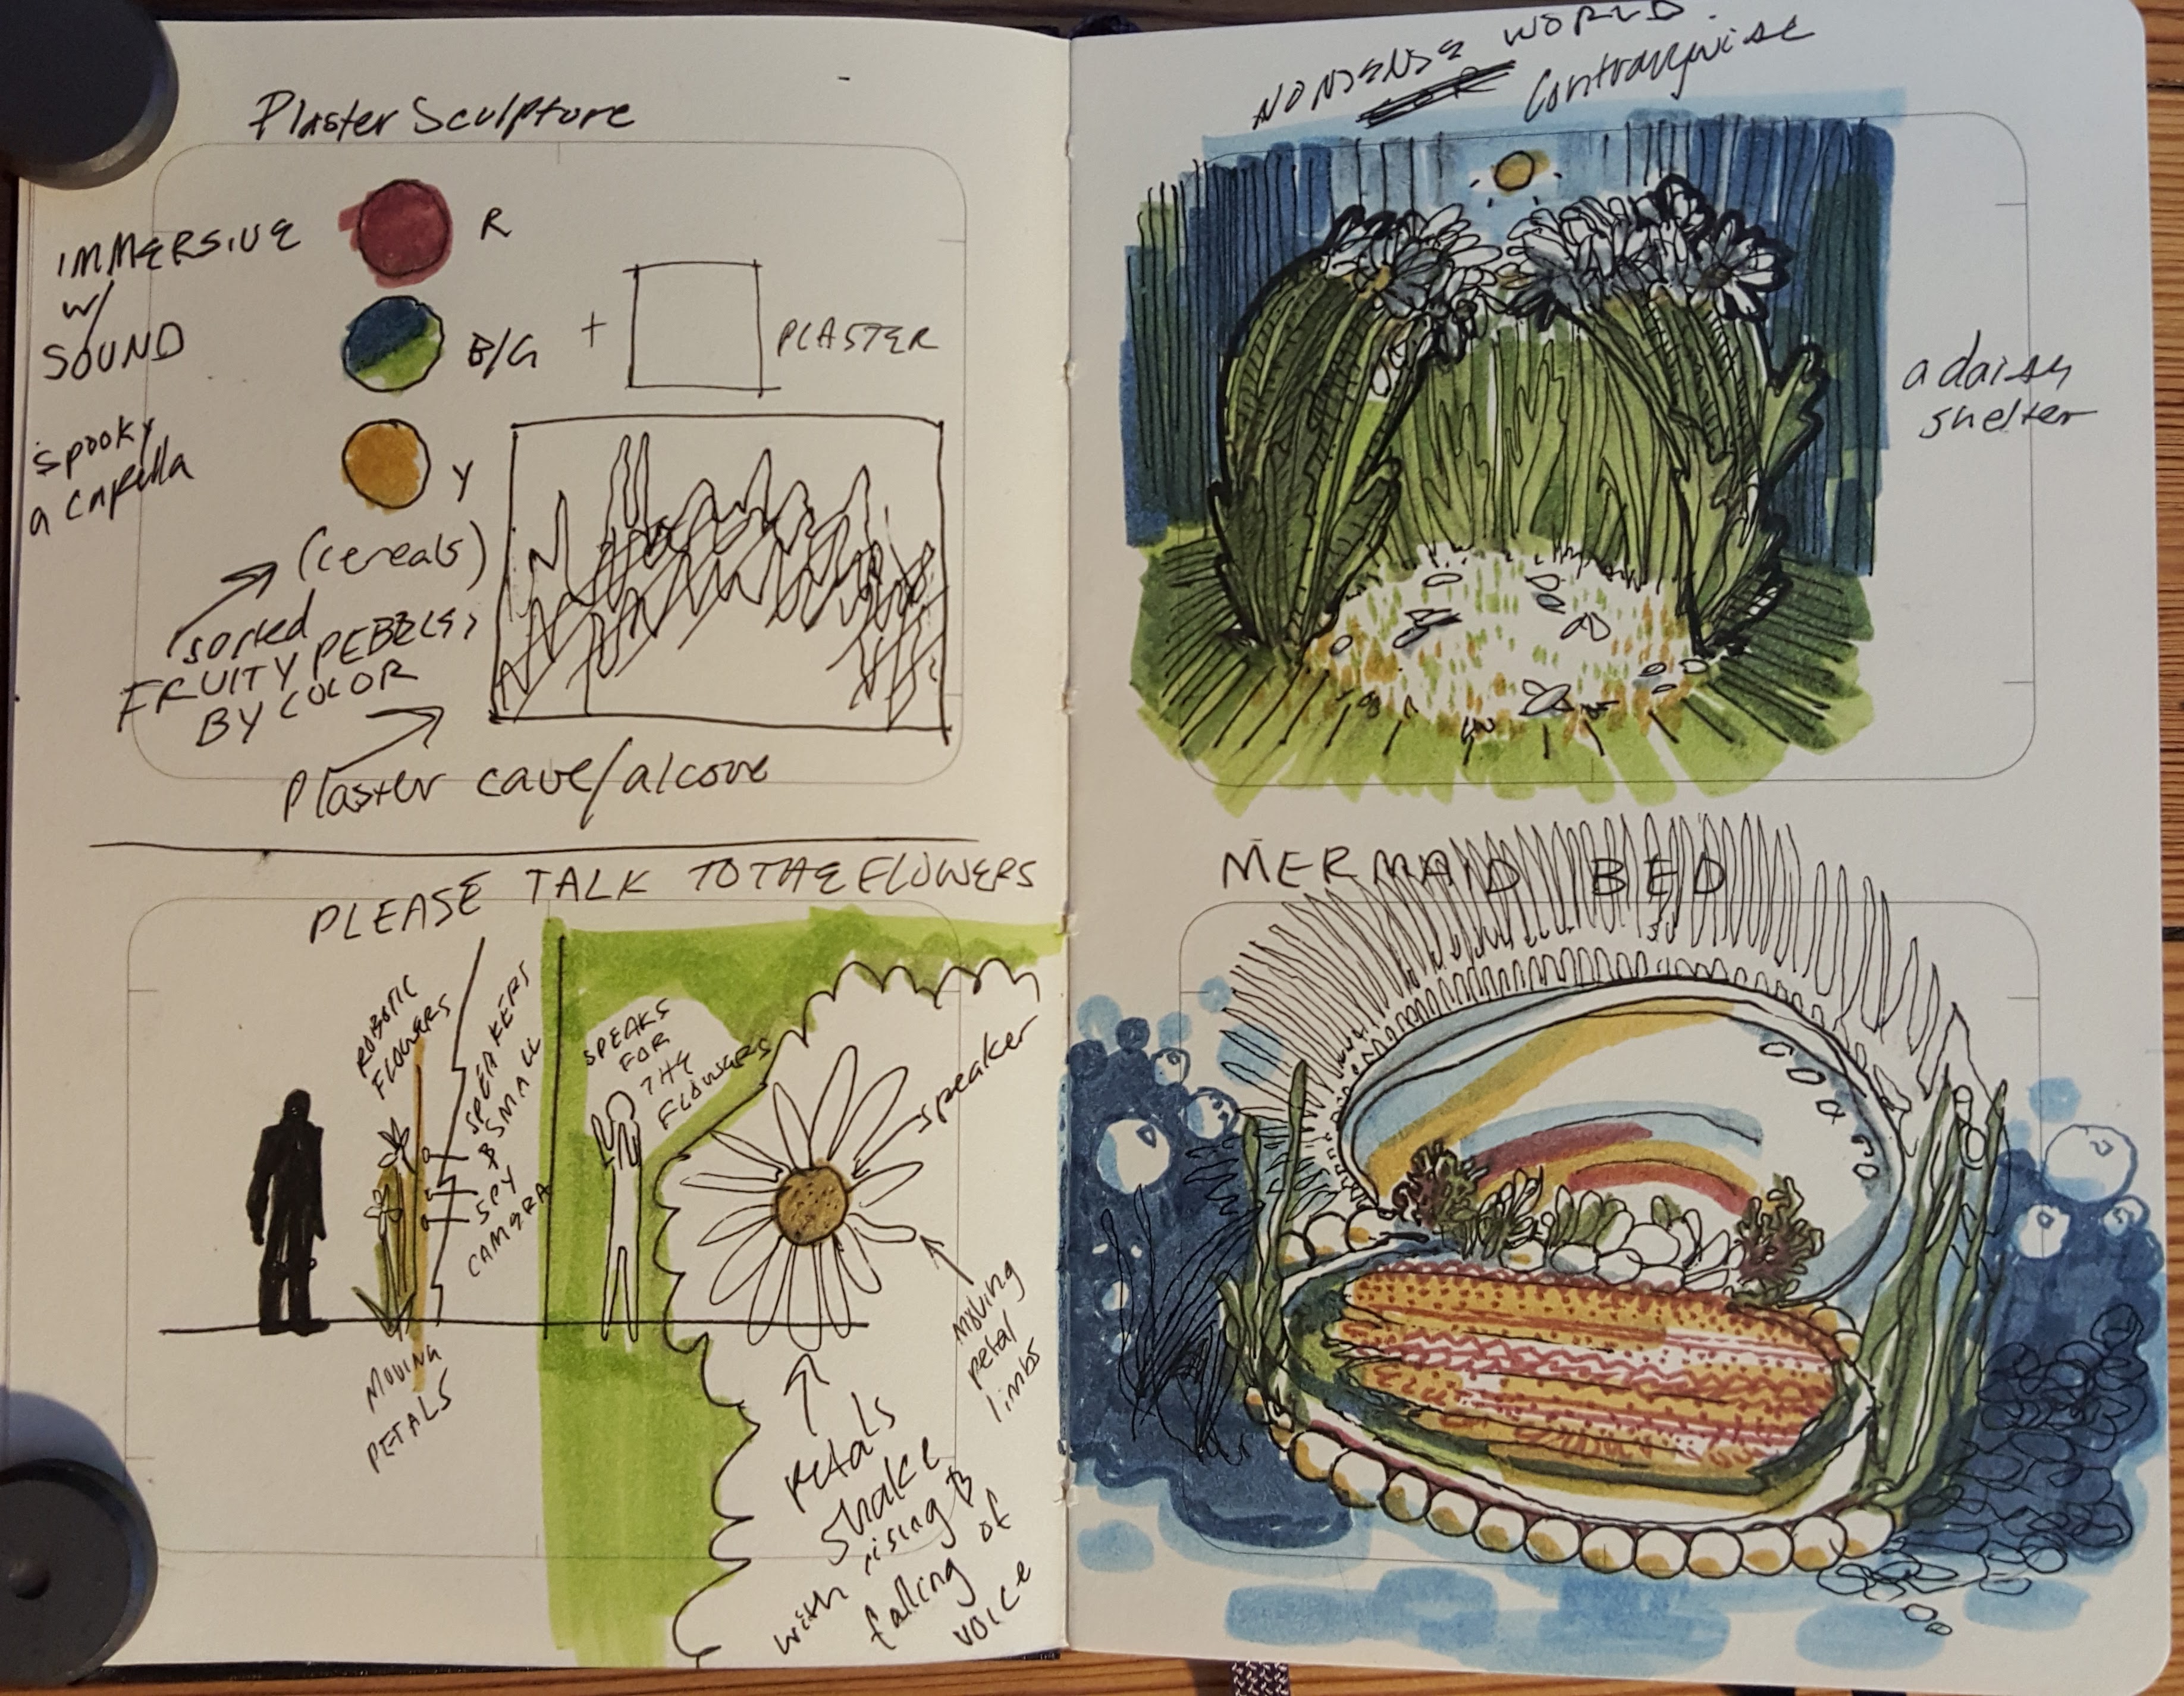 Plaster Sculpture
IMMERSIVE
w/
SOUND
spooky
a capella
R
B/G
+
PLASTER
Y
(cereals)
sorted
FRUITY PEBBLES,
BY COLOR
Plaster cave/alcove
PLEASE TALK TO THE FLOWERS
ROBOTIC
FLOWERS
SPEAKERS
& SMALL
SPY
CAMERA
MOVING
PETALS
SPEAKS
FOR
THE
FLOWERS
speaker
moving
petal
limbs
petals
shake
with rising &
falling of
voice
NONSENSE WORLD.
Contrarywise
a daisy
shelter
MERMAID BED